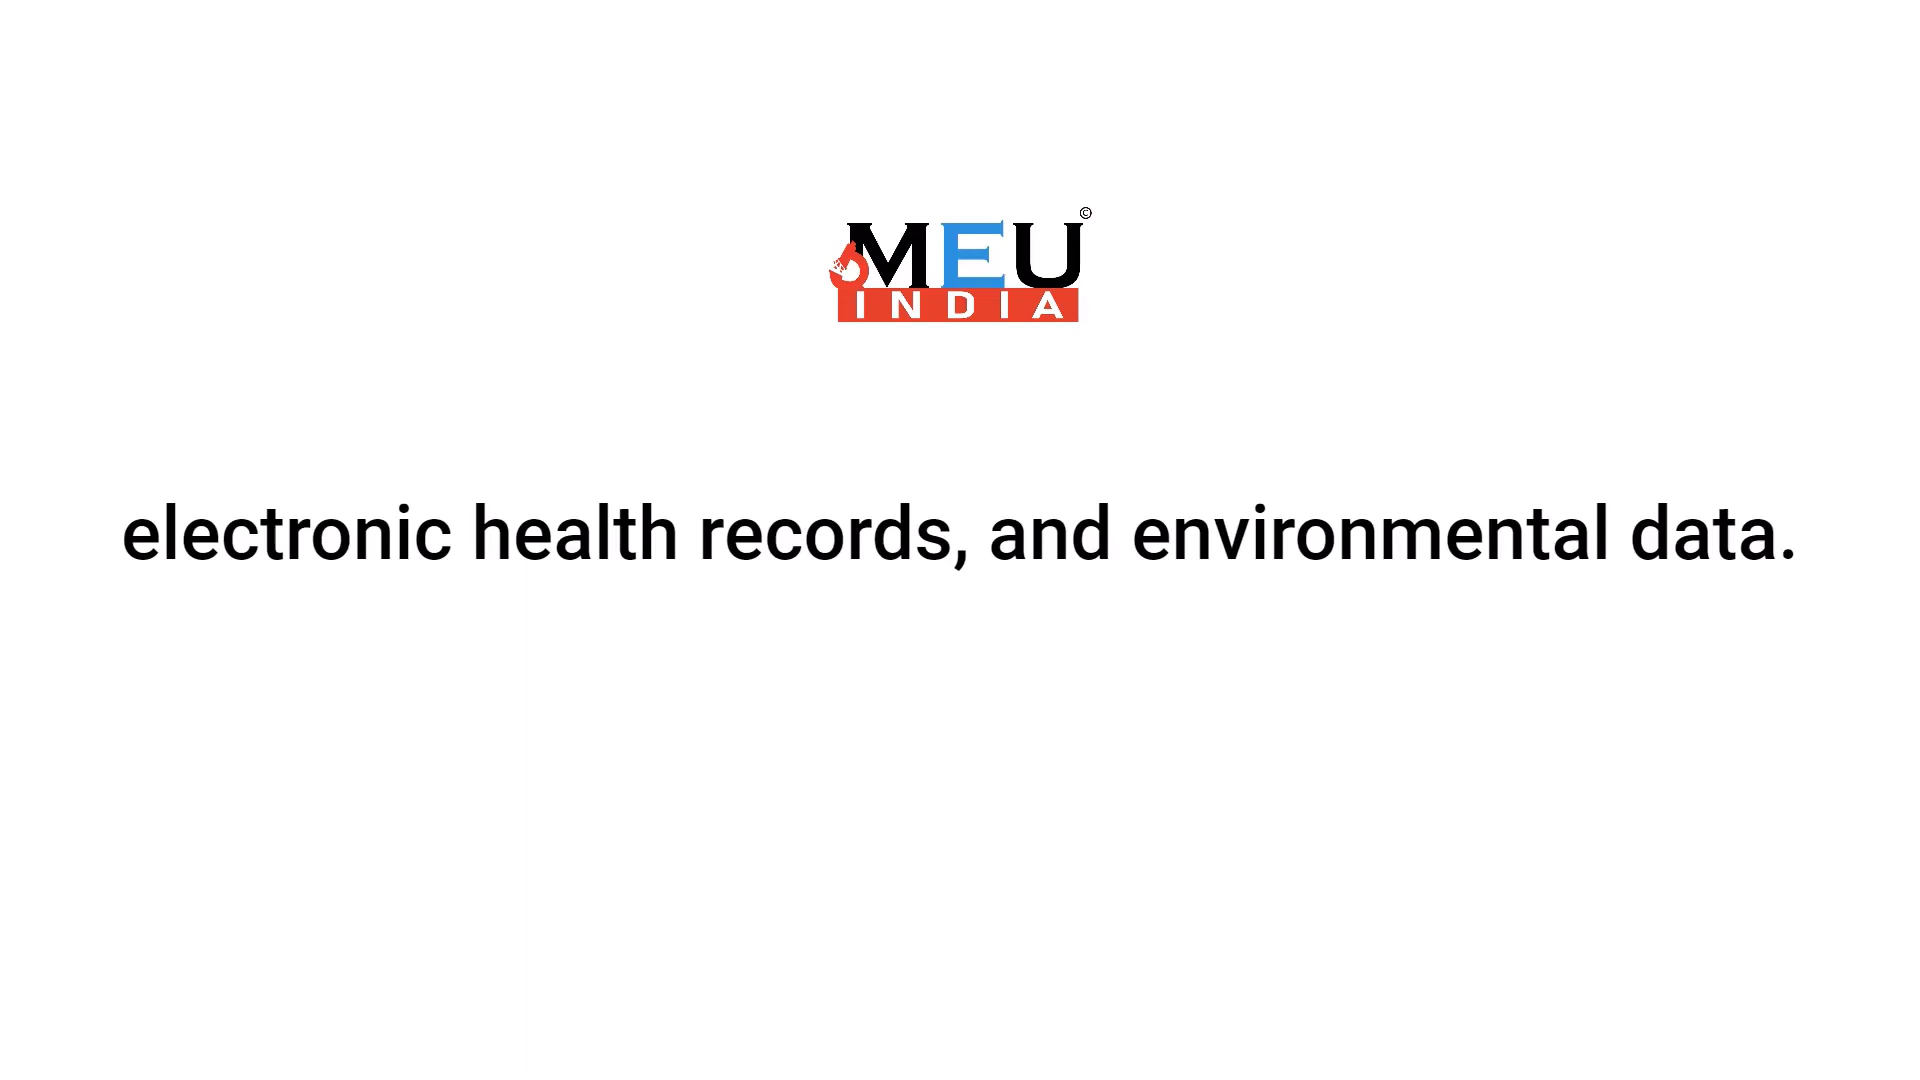 MEU©
INDIA
electronic health records, and environmental data.